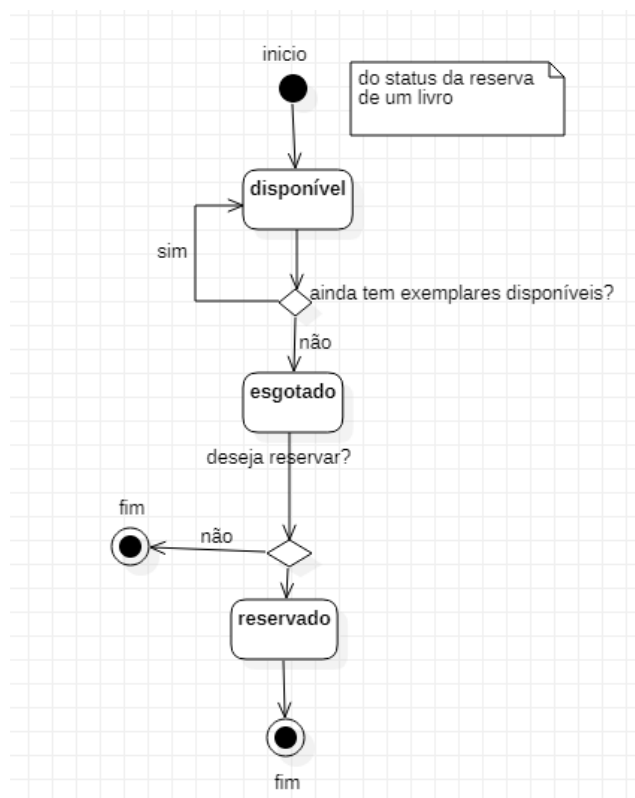 inicio
do status da reserva
de um livro
disponível
sim
ainda tem exemplares disponíveis?
não
esgotado
deseja reservar?
fim
não
reservado
fim